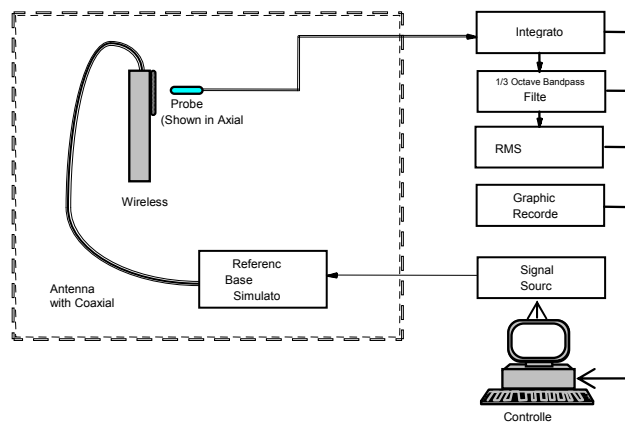 Integrato
1/3 Octave Bandpass
Filte
RMS
Graphic
Recorde
Probe
(Shown in Axial
Wireless
Referenc
Base
Simulato
Antenna
with Coaxial
Signal
Sourc
Controlle